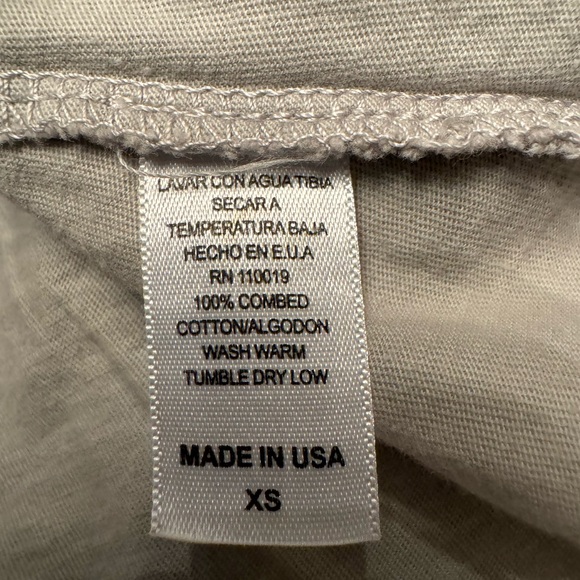 LAVAR CON AGUA TIBIA
SECAR A
TEMPERATURA BAJA
HECHO EN E.U.A
RN 110019
100% COMBED
COTTON/ALGODON
WASH WARM
TUMBLE DRY LOW
MADE IN USA
XS